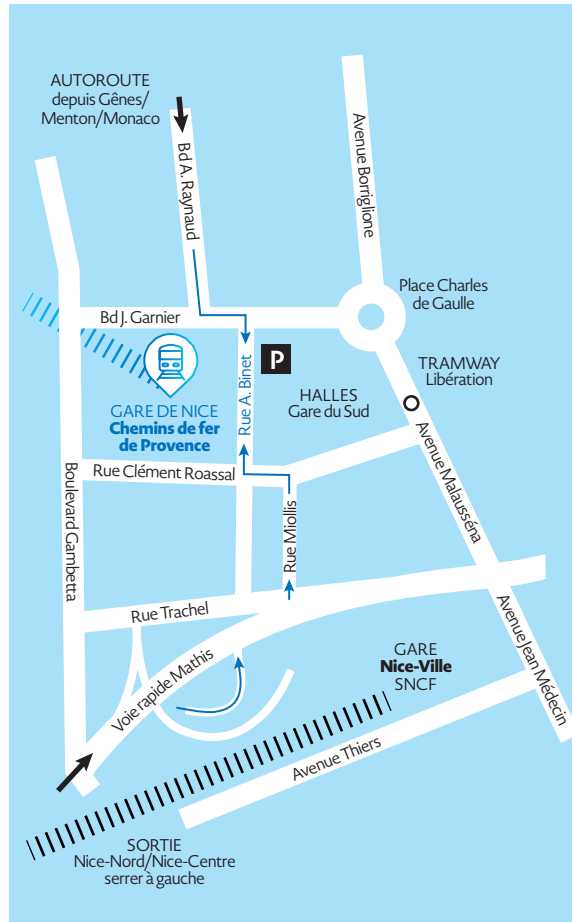 AUTOROUTE
depuis Gênes/
Menton/Monaco
Bd A. Raynaud
Avenue Borriglione
Place Charles
de Gaulle
Bd J. Garnier
P
Rue A. Binet
TRAMWAY
Libération
HALLES
Gare du Sud
GARE DE NICE
Chemins de fer
de Provence
Avenue Malausséna
Rue Clément Roassal
Boulevard Gambetta
Rue Miollis
Rue Trachel
Avenue Jean Médecin
GARE
Nice-Ville
SNCF
Voie rapide Mathis
Avenue Thiers
SORTIE
Nice-Nord/Nice-Centre
serrer à gauche